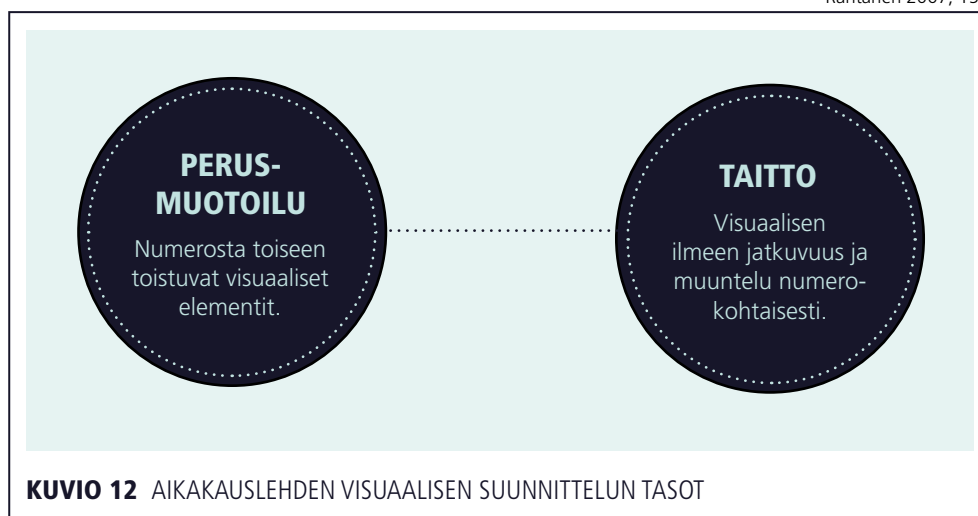 PERUS-
MUOTOILU
Numerosta toiseen
toistuvat visuaaliset
elementit.
TAITTO
Visuaalisen
ilmeen jatkuvuus ja
muuntelu numero-
kohtaisesti.
KUVIO 12 AIKAKAUSLEHDEN VISUAALISEN SUUNNITTELUN TASOT